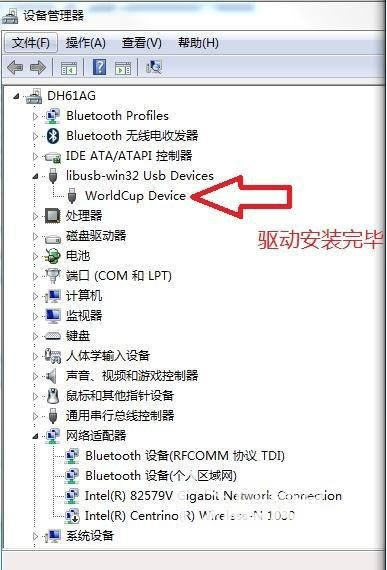 设备管理器
文件(F) 操作(A) 查看(V) 帮助(H)
DH61AG
Bluetooth Profiles
Bluetooth 无线电收发器
IDE ATA/ATAPI 控制器
libusb-win32 Usb Devices
WorldCup Device
处理器
驱动安装完毕
磁盘驱动器
电池
端口 (COM 和 LPT)
计算机
监视器
键盘
人体学输入设备
声音、视频和游戏控制器
鼠标和其他指针设备
通用串行总线控制器
网络适配器
Bluetooth 设备(RFCOMM 协议 TDI)
Bluetooth 设备(个人区域网)
Intel(R) 82579V Gigabit Network Connection
Intel(R) Centrino(R) Wireless-N 1030
系统设备